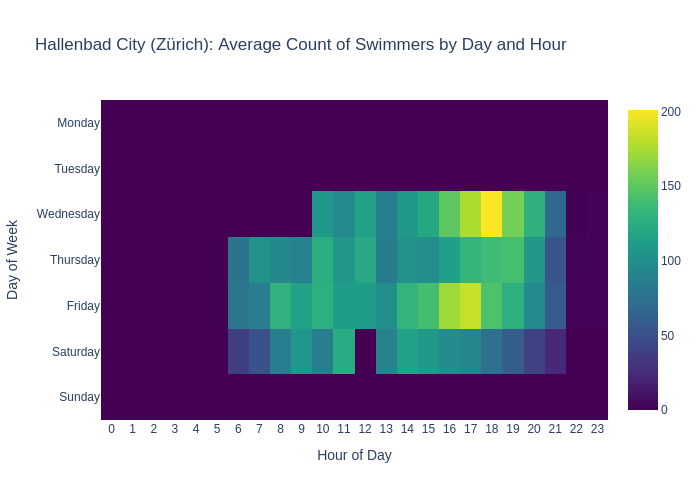 Hallenbad City (Zürich): Average Count of Swimmers by Day and Hour
Monday
Tuesday
Wednesday
Thursday
Friday
Saturday
Sunday
Day of Week
0 1 2 3 4 5 6 7 8 9 10 11 12 13 14 15 16 17 18 19 20 21 22 23
Hour of Day
200
150
100
50
0